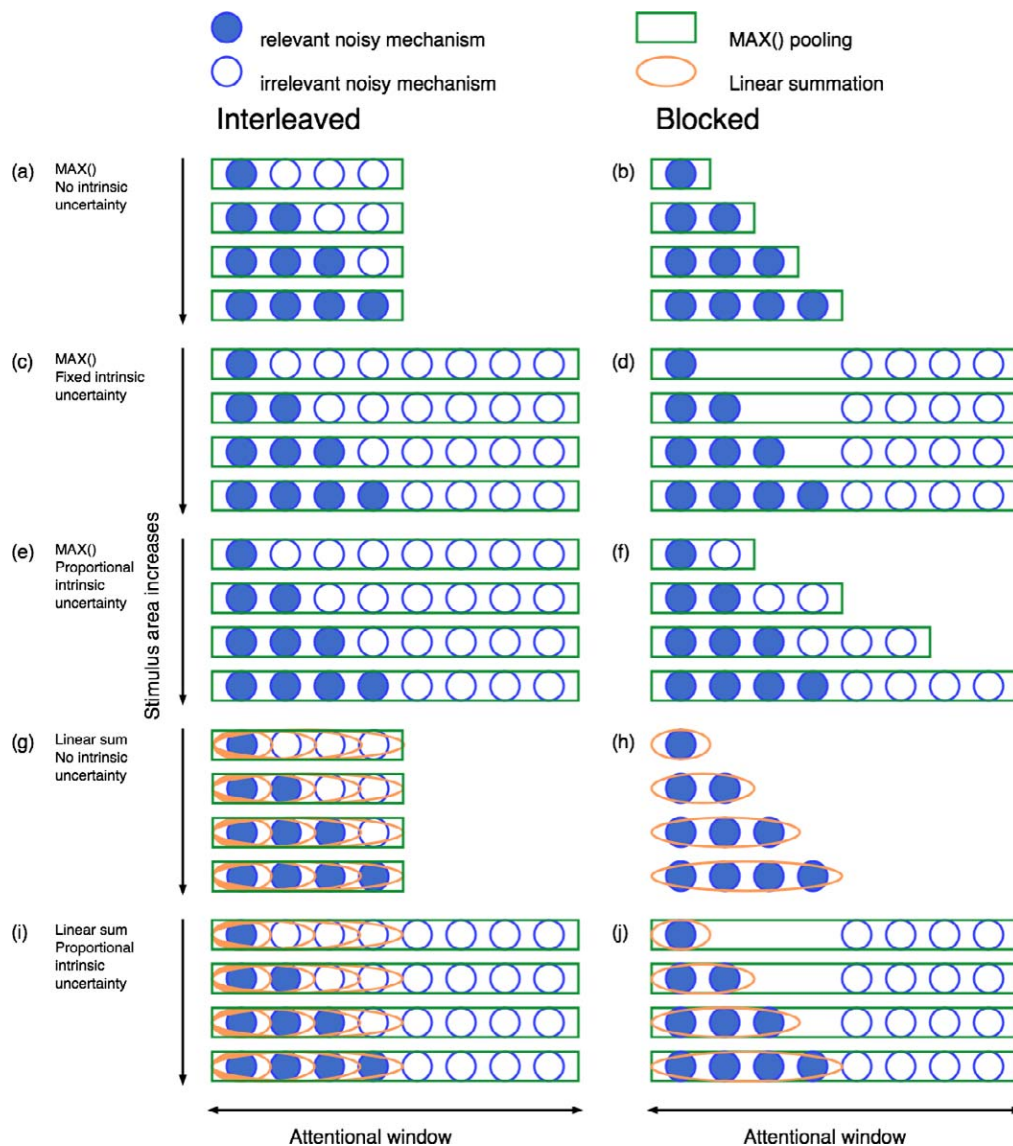 relevant noisy mechanism
MAX() pooling
irrelevant noisy mechanism
Linear summation
Interleaved
Blocked
(a)
MAX()
No intrinsic
uncertainty
(b)
(c)
MAX()
Fixed intrinsic
uncertainty
(d)
Stimulus area increases
(e)
MAX()
Proportional
intrinsic
uncertainty
(f)
(g)
Linear sum
No intrinsic
uncertainty
(h)
(i)
Linear sum
Proportional
intrinsic
uncertainty
(j)
Attentional window
Attentional window